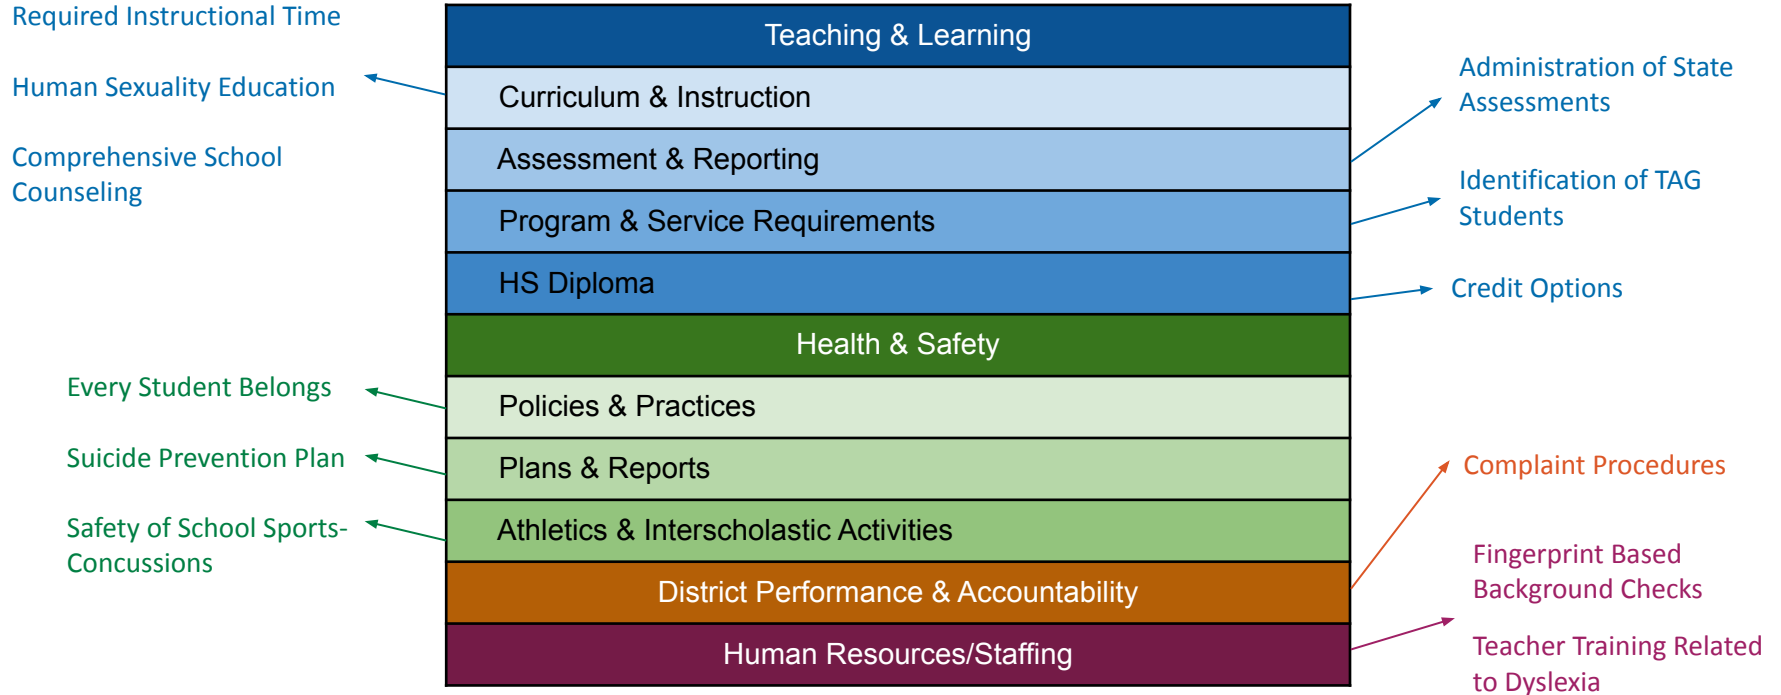 Required Instructional Time
Human Sexuality Education
Comprehensive School
Counseling
Every Student Belongs
Suicide Prevention Plan
Safety of School Sports-
Concussions
Teaching & Learning
Curriculum & Instruction
Assessment & Reporting
Program & Service Requirements
HS Diploma
Health & Safety
Policies & Practices
Plans & Reports
Athletics & Interscholastic Activities
District Performance & Accountability
Human Resources/Staffing
Administration of State
Assessments
Identification of TAG
Students
Credit Options
Complaint Procedures
Fingerprint Based
Background Checks
Teacher Training Related
to Dyslexia